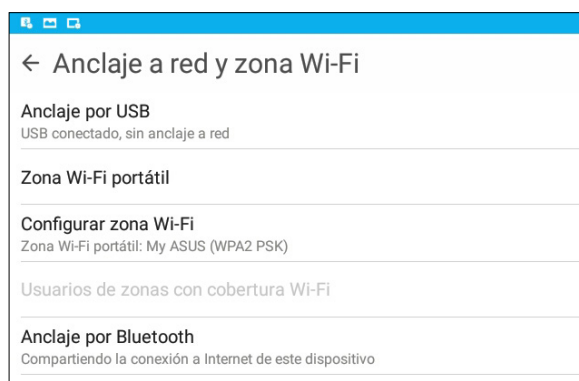 Anclaje a red y zona Wi-Fi
Anclaje por USB
USB conectado, sin anclaje a red
Zona Wi-Fi portátil
Configurar zona Wi-Fi
Zona Wi-Fi portátil: My ASUS (WPA2 PSK)
Usuarios de zonas con cobertura Wi-Fi
Anclaje por Bluetooth
Compartiendo la conexión a Internet de este dispositivo